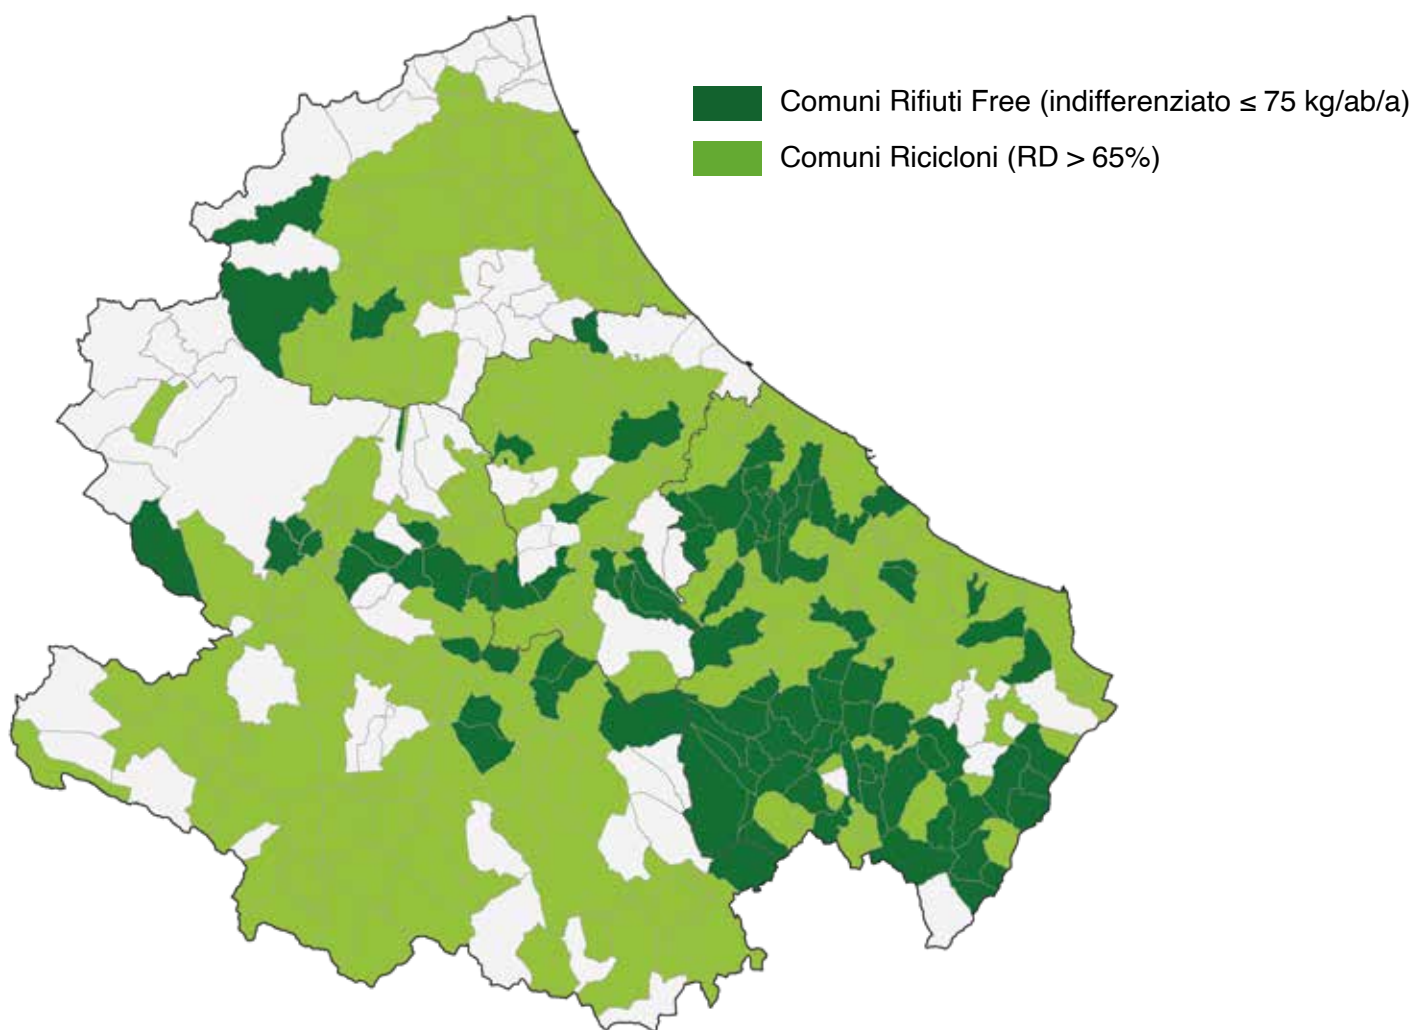 Comuni Rifiuti Free (indifferenziato ≤ 75 kg/ab/a)
Comuni Ricicloni (RD > 65%)